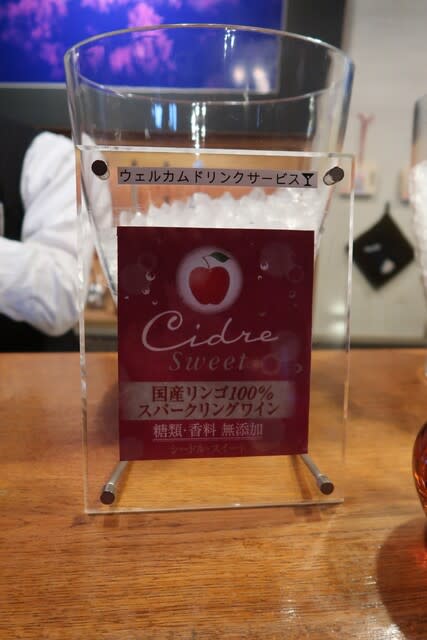 ウェルカムドリンクサービス🍸
Cidre
Sweet
国産リンゴ100%
スパークリングワイン
糖類・香料 無添加
シードル・スイート